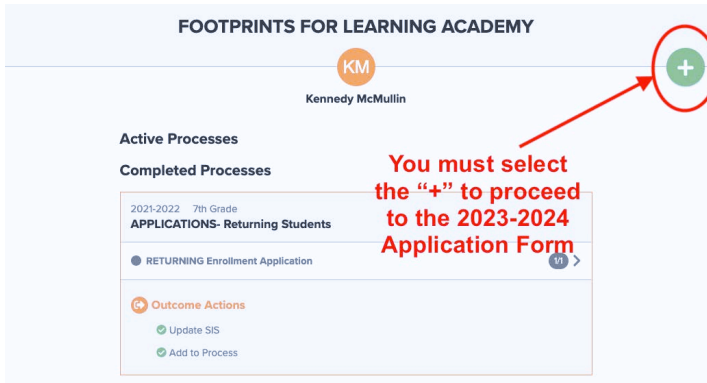 FOOTPRINTS FOR LEARNING ACADEMY
KM
+
Kennedy McMullin
Active Processes
Completed Processes
You must select
the “+” to proceed
to the 2023-2024
Application Form
2021-2022 7th Grade
APPLICATIONS- Returning Students
RETURNING Enrollment Application 1/1 >
Outcome Actions
Update SIS
Add to Process